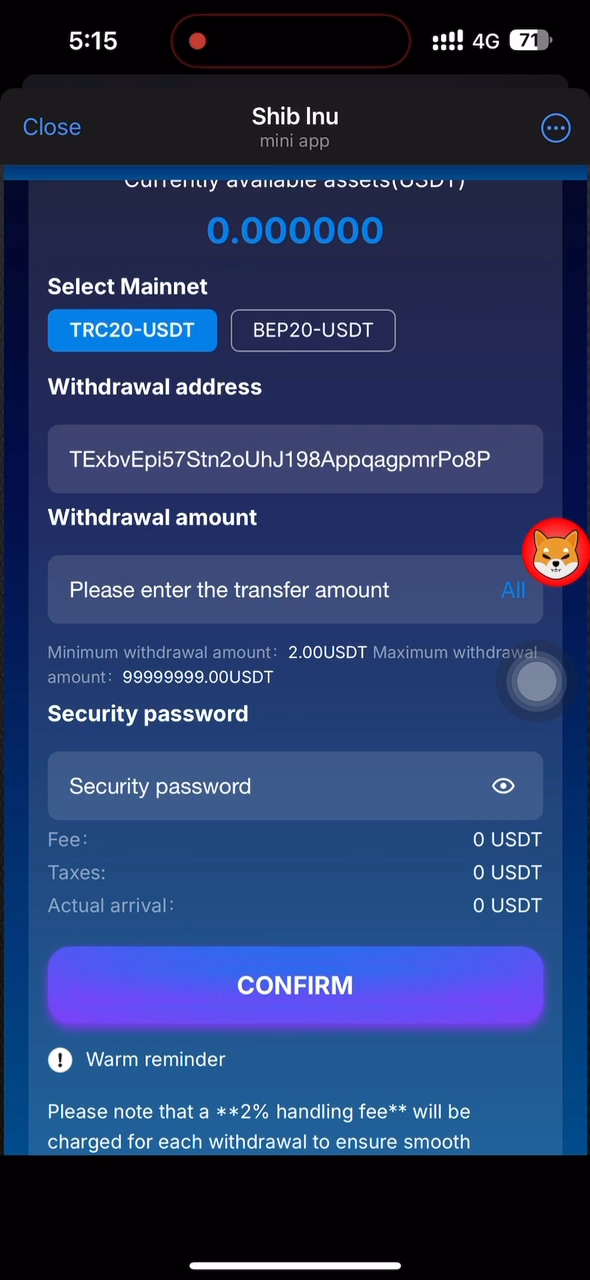 5:15
4G
71
Close
Shib Inu
mini app
Currently available assets(USDT)
0.000000
Select Mainnet
TRC20-USDT
BEP20-USDT
Withdrawal address
TExbvEpi57Stn2oUhJ198AppqagpmrPo8P
Withdrawal amount
Please enter the transfer amount
All
Minimum withdrawal amount: 2.00USDT Maximum withdrawal
amount: 99999999.00USDT
Security password
Security password
Fee:
0 USDT
Taxes:
0 USDT
Actual arrival:
0 USDT
CONFIRM
Warm reminder
Please note that a **2% handling fee** will be
charged for each withdrawal to ensure smooth